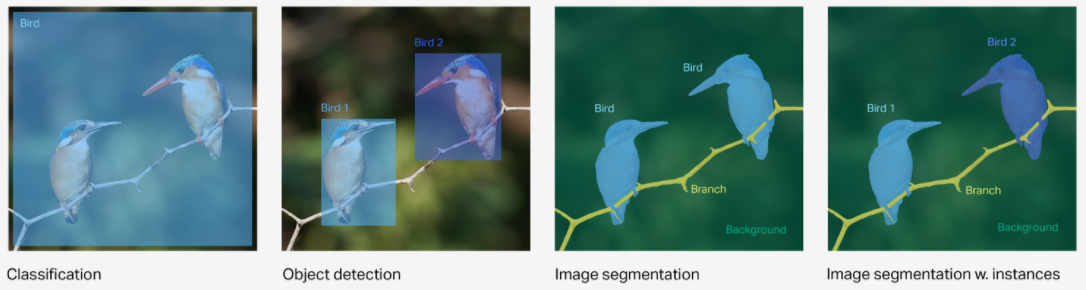 Bird
Bird 2
Bird 1
Bird
Bird
Branch
Background
Bird 2
Bird 1
Branch
Background
Classification
Object detection
Image segmentation
Image segmentation w. instances